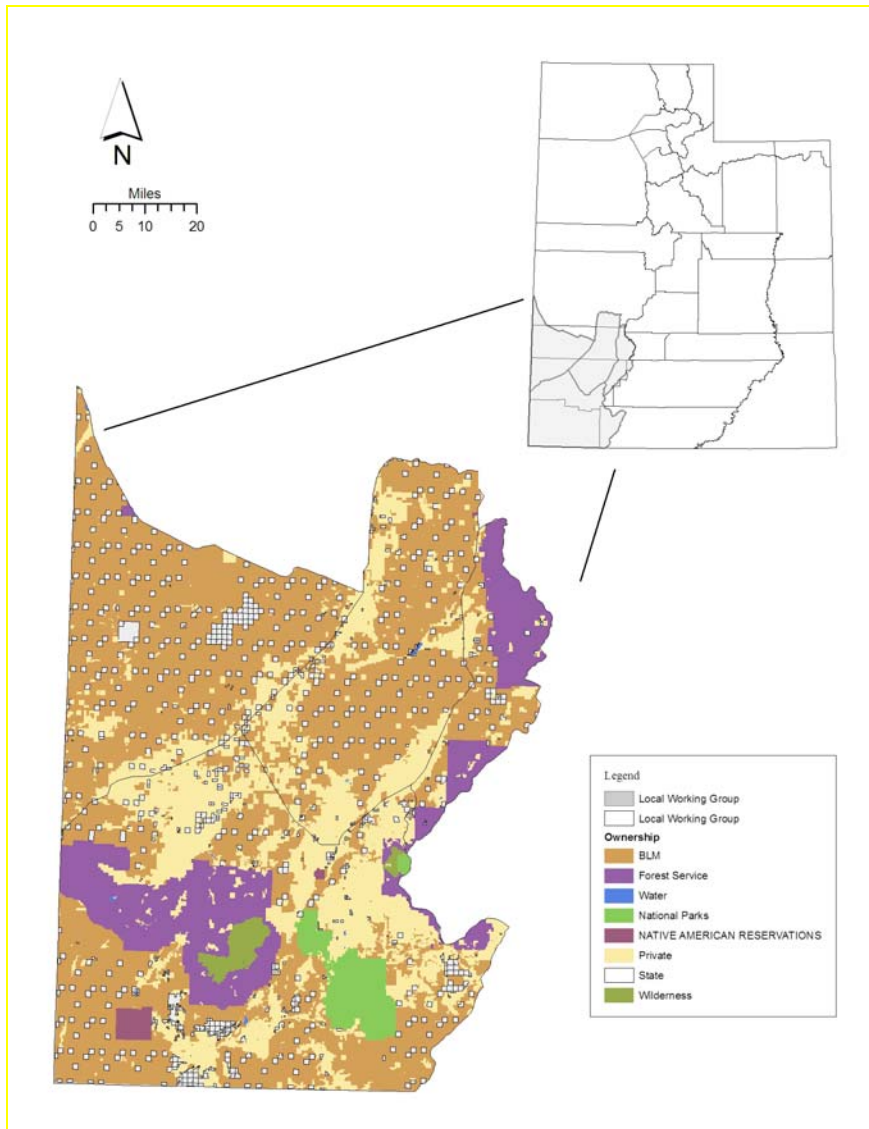 N
Miles
0 5 10 20
Legend
Local Working Group
Local Working Group
Ownership
BLM
Forest Service
Water
National Parks
NATIVE AMERICAN RESERVATIONS
Private
State
Wilderness